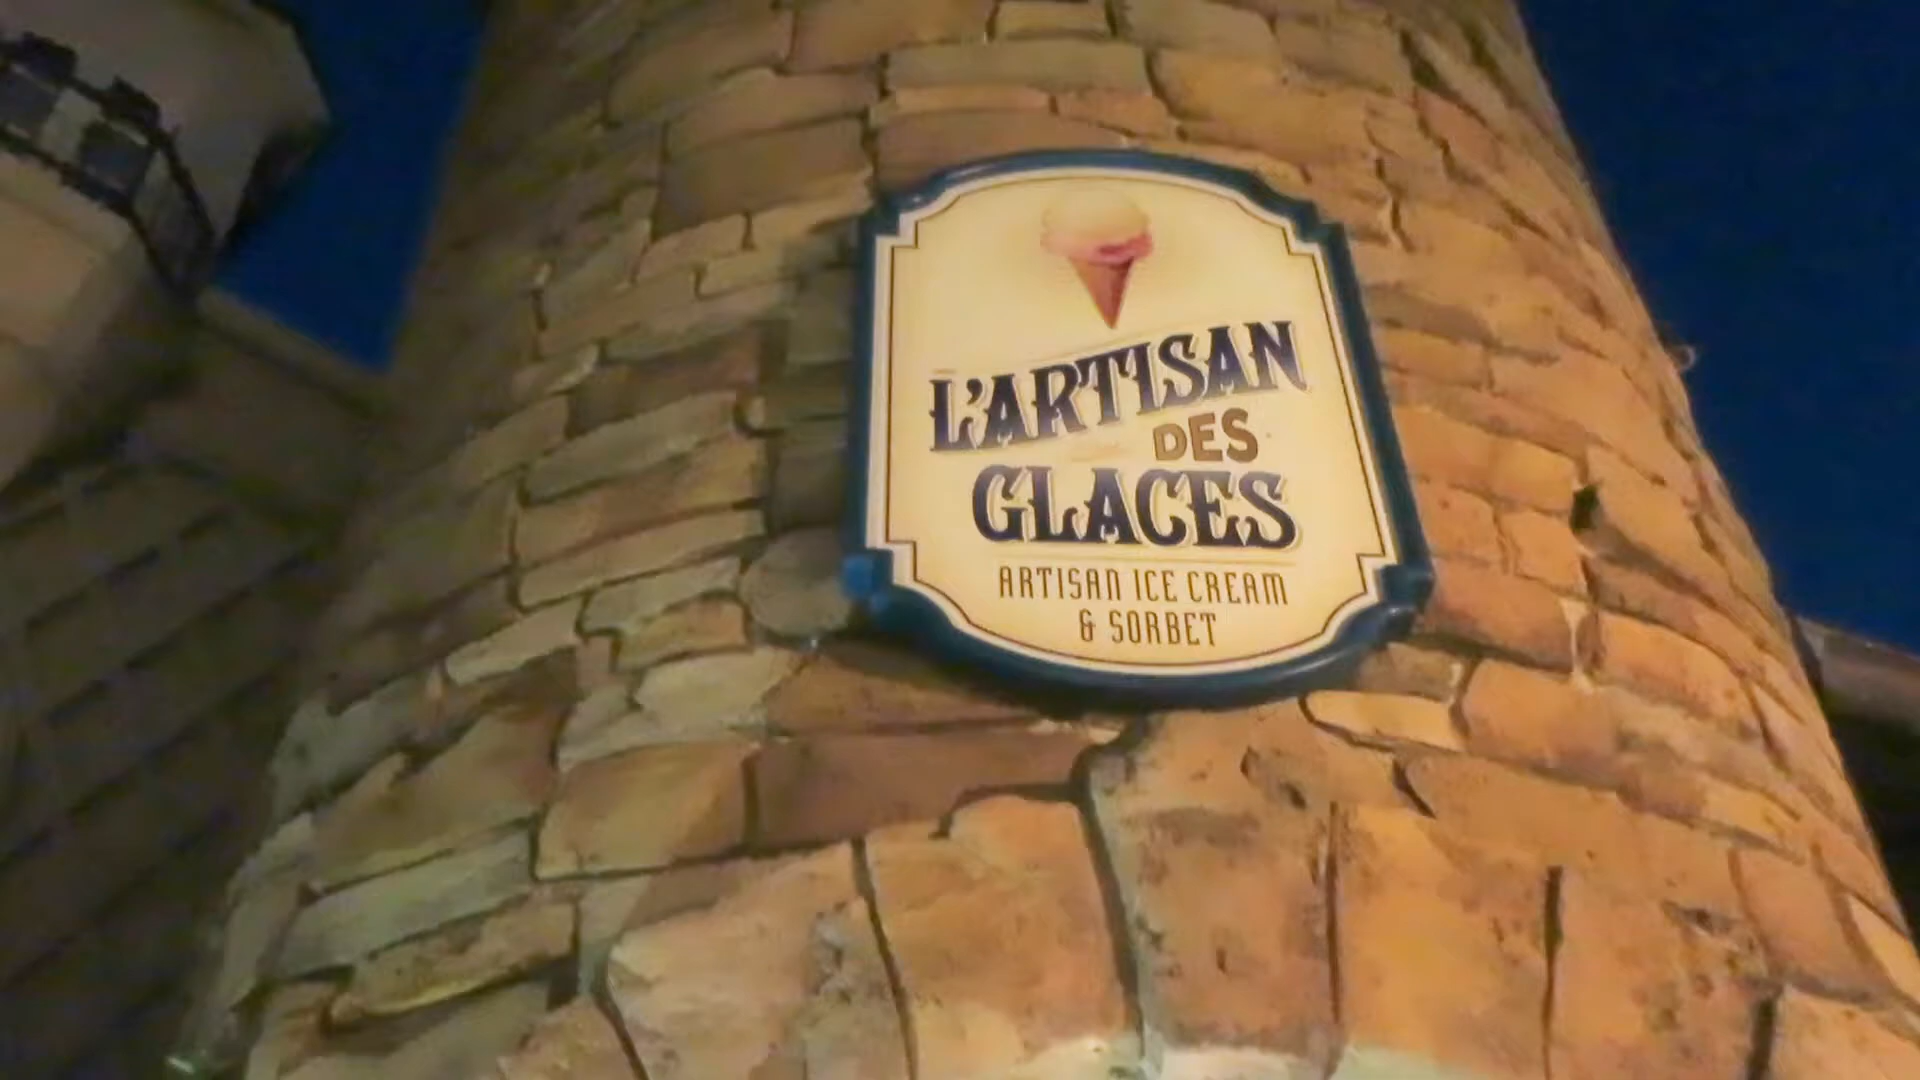 L'ARTISAN
DES
GLACES
ARTISAN ICE CREAM
& SORBET